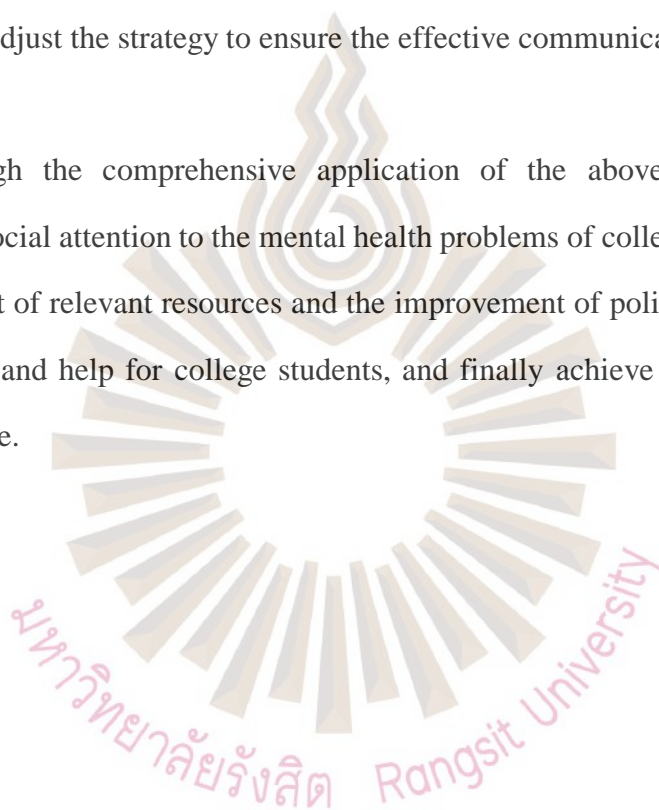 djust the strategy to ensure the effective communica
gh the comprehensive application of the above
ocial attention to the mental health problems of colle
t of relevant resources and the improvement of poli
and help for college students, and finally achieve
e.
มหาวิทยาลัยรังสิต Rangsit University